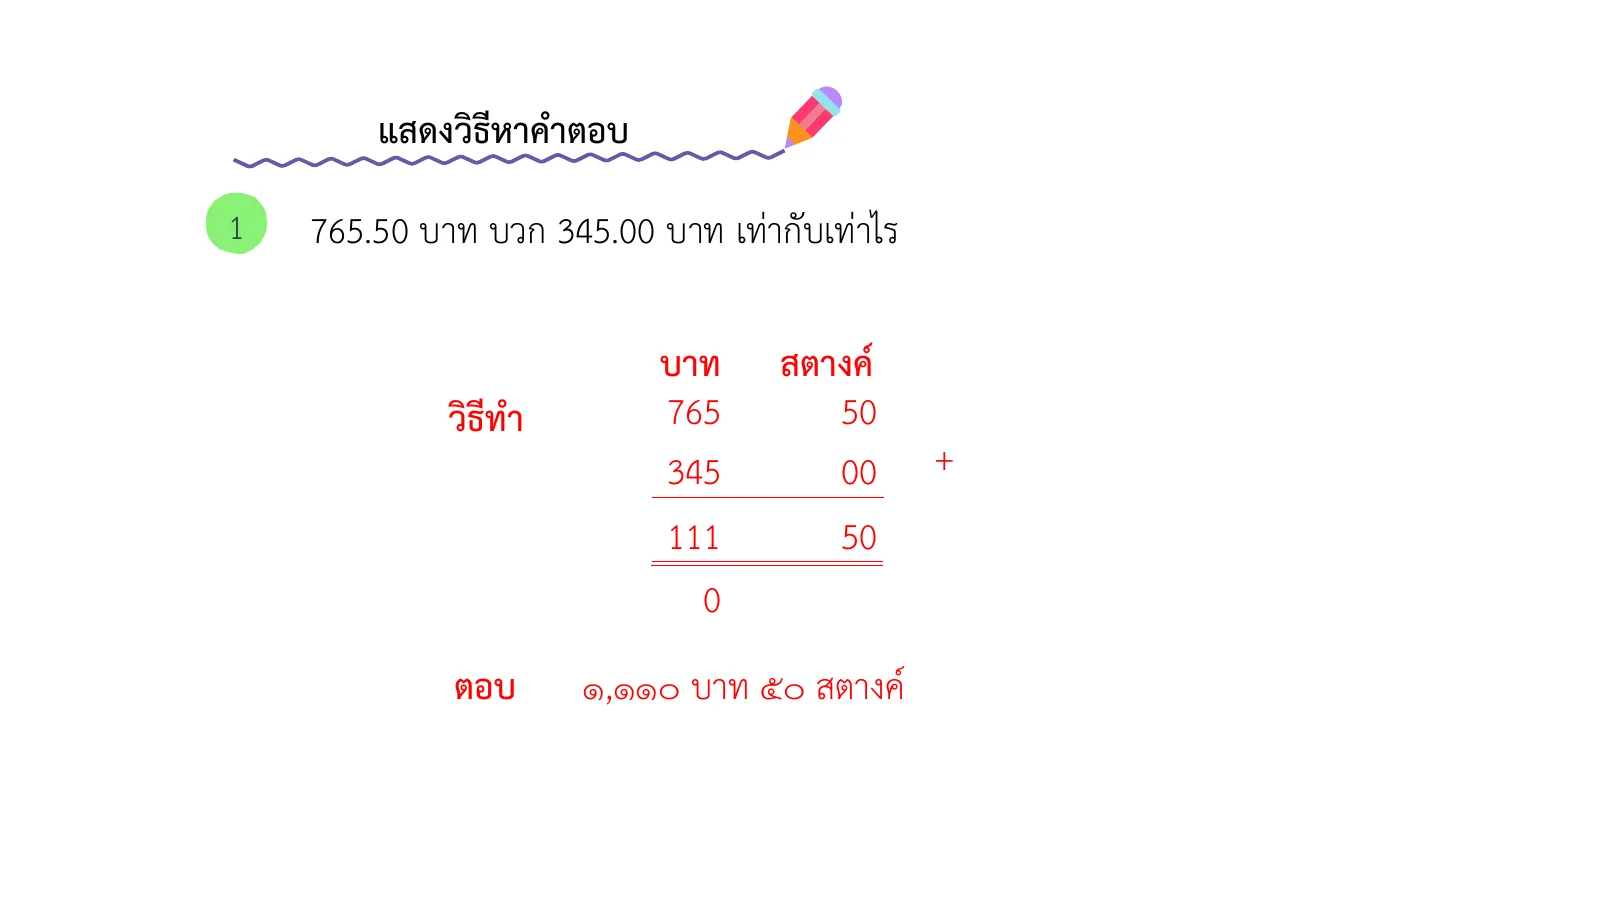 แสดงวิธีหาคำตอบ
1 765.50 บาท บวก 345.00 บาท เท่ากับเท่าไร
บาท สตางค์
วิธีทำ 765 50
+
345 00
111 50
0
ตอบ ๑,๑๑๐ บาท ๕๐ สตางค์